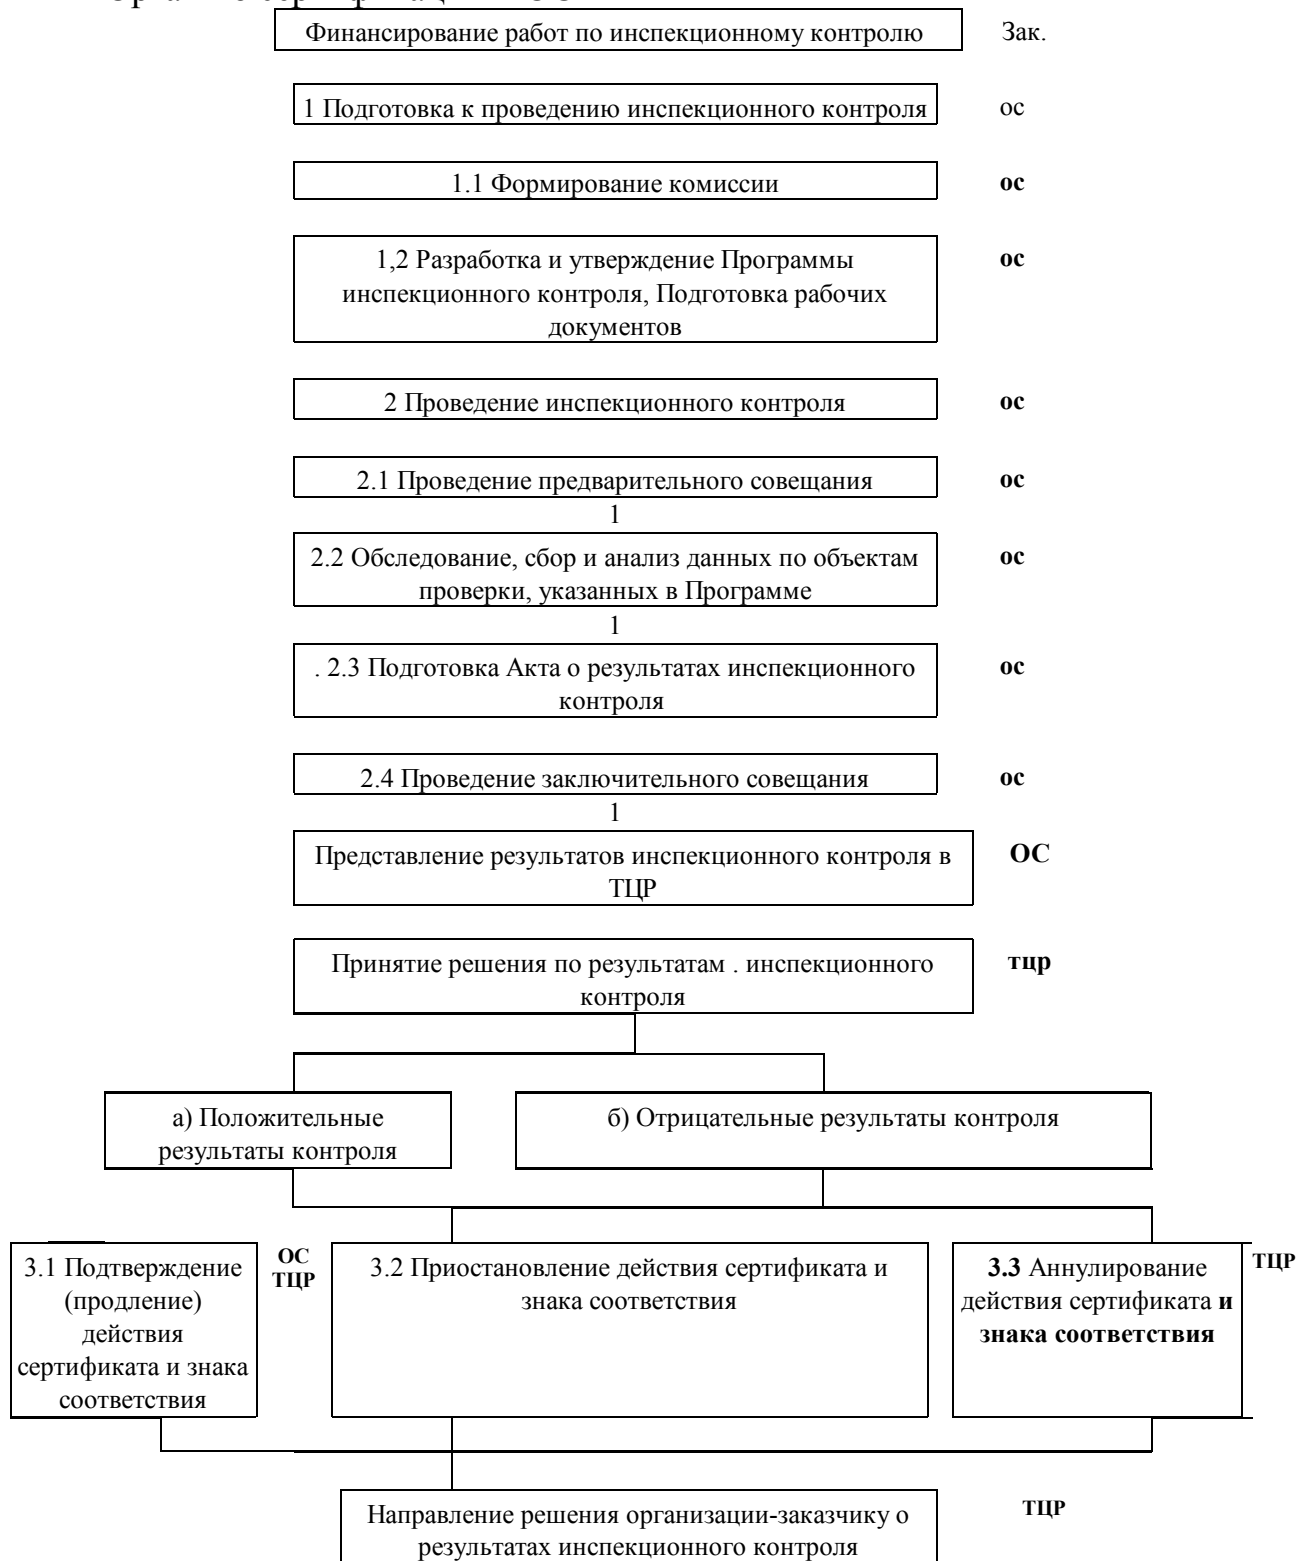 Финансирование работ по инспекционному контролю Зак.
1 Подготовка к проведению инспекционного контроля ос
1.1 Формирование комиссии ос
1,2 Разработка и утверждение Программы ос
инспекционного контроля, Подготовка рабочих
документов
2 Проведение инспекционного контроля ос
2.1 Проведение предварительного совещания ос
1
2.2 Обследование, сбор и анализ данных по объектам ос
проверки, указанных в Программе
1
. 2.3 Подготовка Акта о результатах инспекционного ос
контроля
2.4 Проведение заключительного совещания ос
1
Представление результатов инспекционного контроля в ОС
ТЦР
Принятие решения по результатам . инспекционного тцр
контроля
а) Положительные
результаты контроля
б) Отрицательные результаты контроля
3.1 Подтверждение
(продление)
действия
сертификата и знака
соответствия
ОС
ТЦР
3.2 Приостановление действия сертификата и
знака соответствия
3.3 Аннулирование
действия сертификата и
знака соответствия
ТЦР
Направление решения организации-заказчику о ТЦР
результатах инспекционного контроля